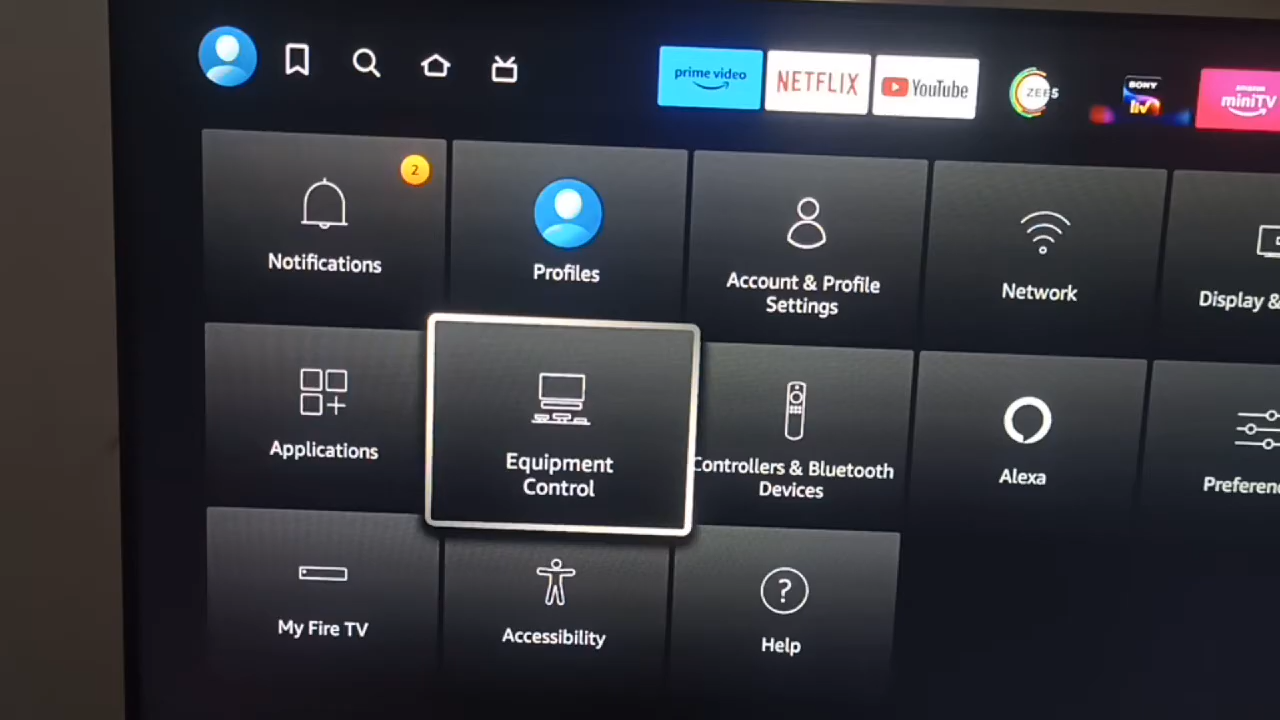 prime video
NETFLIX
YouTube
ZEE5
SONY
liv
amazon
miniTV
2
Notifications
Profiles
Account & Profile
Settings
Network
Display &
Applications
Equipment
Control
Controllers & Bluetooth
Devices
Alexa
Preferen
My Fire TV
Accessibility
?
Help